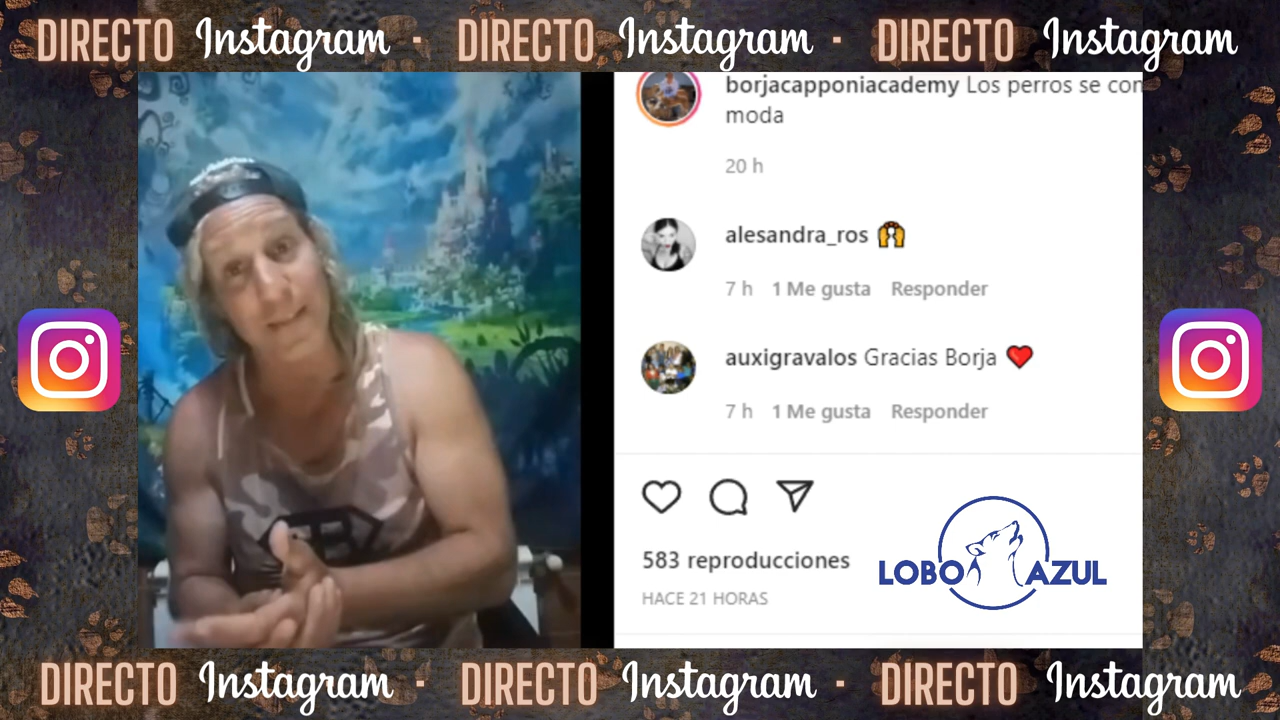 DIRECTO Instagram · DIRECTO Instagram · DIRECTO Instagram
borjacapponiacademy Los perros se con
moda
20 h
alesandra_ros
7 h 1 Me gusta Responder
auxigravalos Gracias Borja
7 h 1 Me gusta Responder
583 reproducciones
HACE 21 HORAS
LOBO AZUL
DIRECTO Instagram · DIRECTO Instagram · DIRECTO Instagram